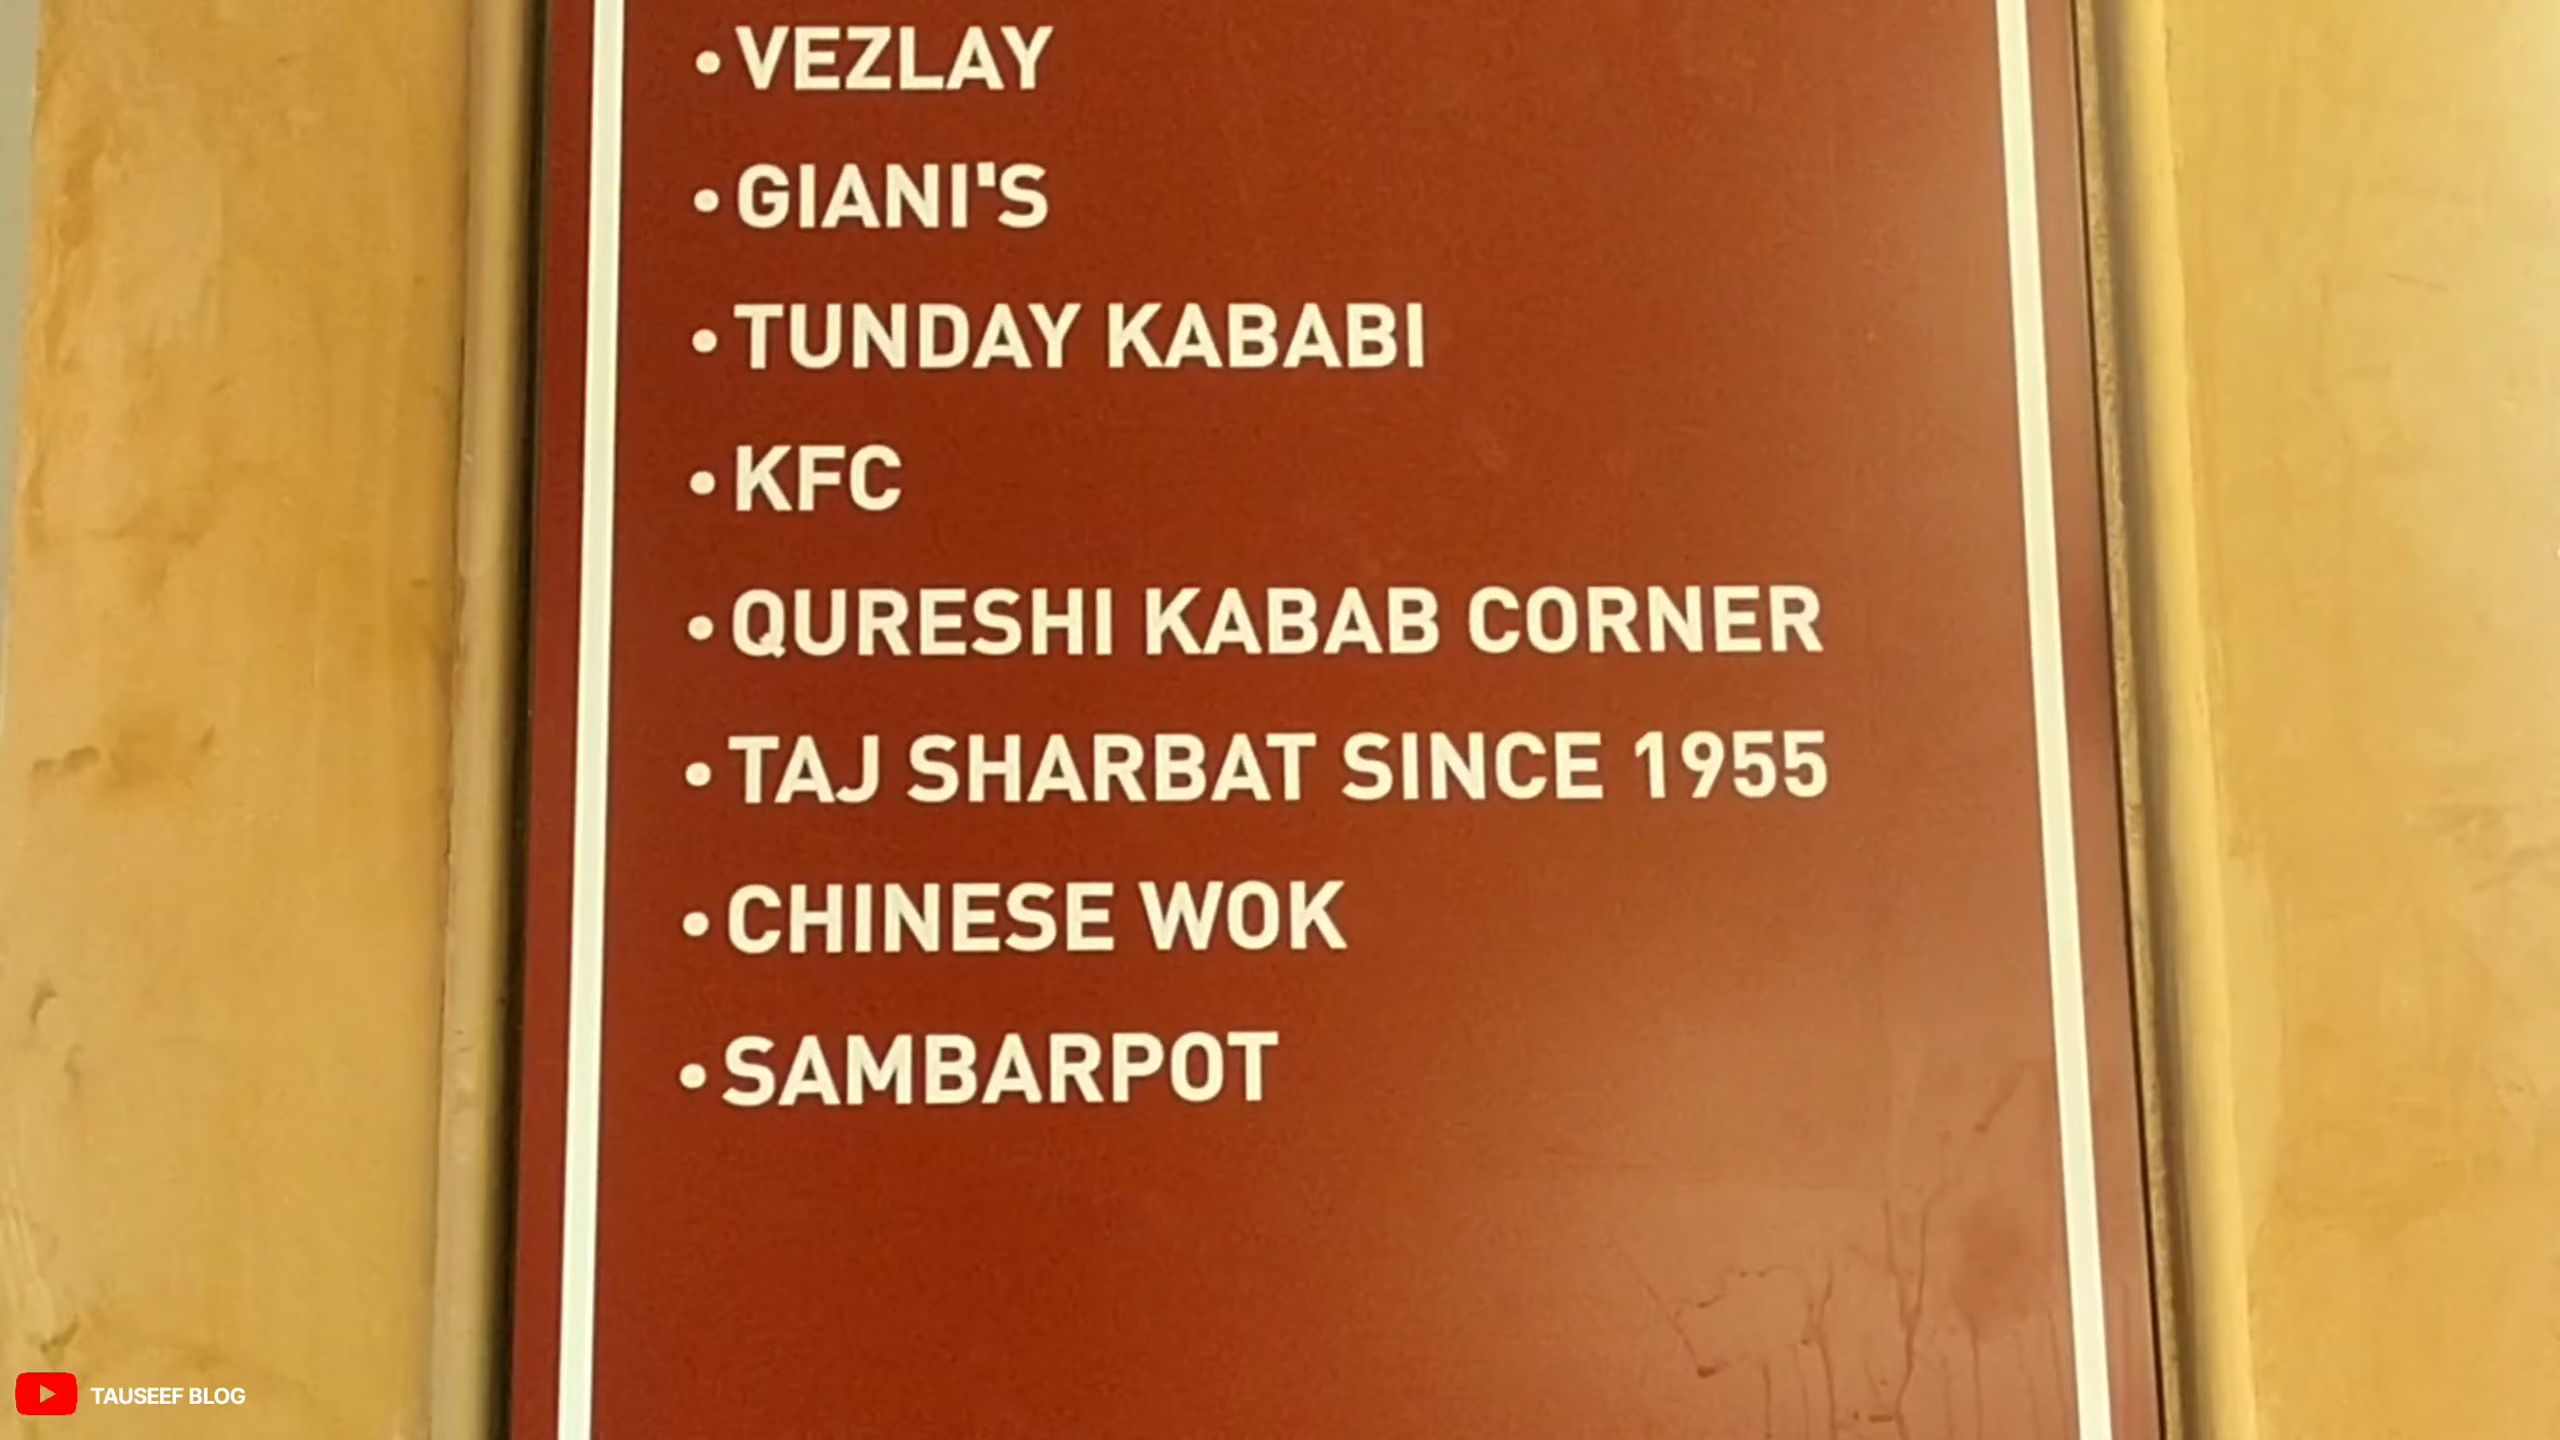 • VEZLAY
• GIANI'S
• TUNDAY KABABI
• KFC
• QURESHI KABAB CORNER
• TAJ SHARBAT SINCE 1955
• CHINESE WOK
• SAMBARPOT
TAUSEEF BLOG